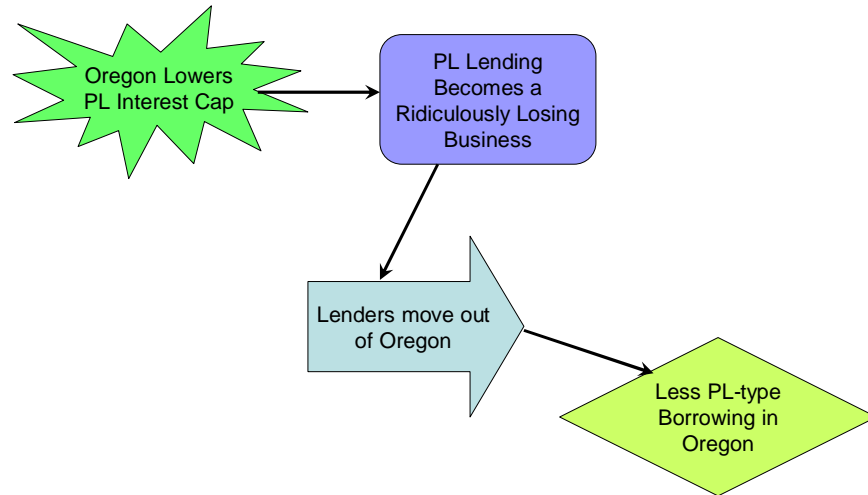 Oregon Lowers
PL Interest Cap
PL Lending
Becomes a
Ridiculously Losing
Business
Lenders move out
of Oregon
Less PL-type
Borrowing in
Oregon